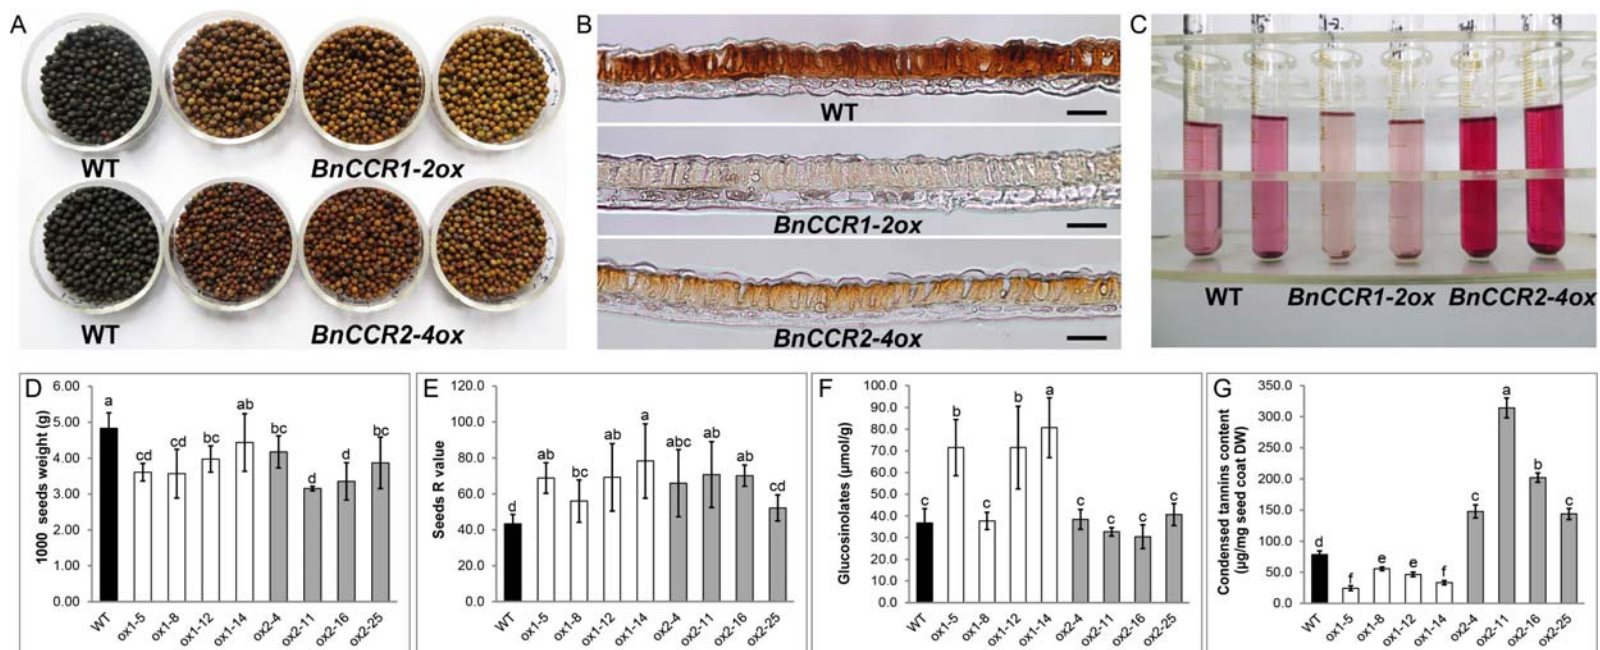 A
WT
BnCCR1-2ox
WT
BnCCR2-4ox
B
WT
BnCCR1-2ox
BnCCR2-4ox
C
WT
BnCCR1-2ox
BnCCR2-4ox
D
1000 seeds weight (g)
6.00
5.00
4.00
3.00
2.00
1.00
0.00
a
cd
cd
bc
ab
bc
d
d
bc
WT
ox1-5
ox1-8
ox1-12
ox1-14
ox2-4
ox2-11
ox2-16
ox2-25
E
Seeds R value
120.0
100.0
80.0
60.0
40.0
20.0
0.0
d
ab
bc
ab
a
abc
ab
ab
cd
WT
ox1-5
ox1-8
ox1-12
ox1-14
ox2-4
ox2-11
ox2-16
ox2-25
F
Glucosinolates (μmol/g)
100.0
90.0
80.0
70.0
60.0
50.0
40.0
30.0
20.0
10.0
0.0
c
b
c
b
a
c
c
c
c
WT
ox1-5
ox1-8
ox1-12
ox1-14
ox2-4
ox2-11
ox2-16
ox2-25
G
Condensed tannins content
(μg/mg seed coat DW)
350.0
300.0
250.0
200.0
150.0
100.0
50.0
0.0
d
f
e
e
f
c
a
b
c
WT
ox1-5
ox1-8
ox1-12
ox1-14
ox2-4
ox2-11
ox2-16
ox2-25